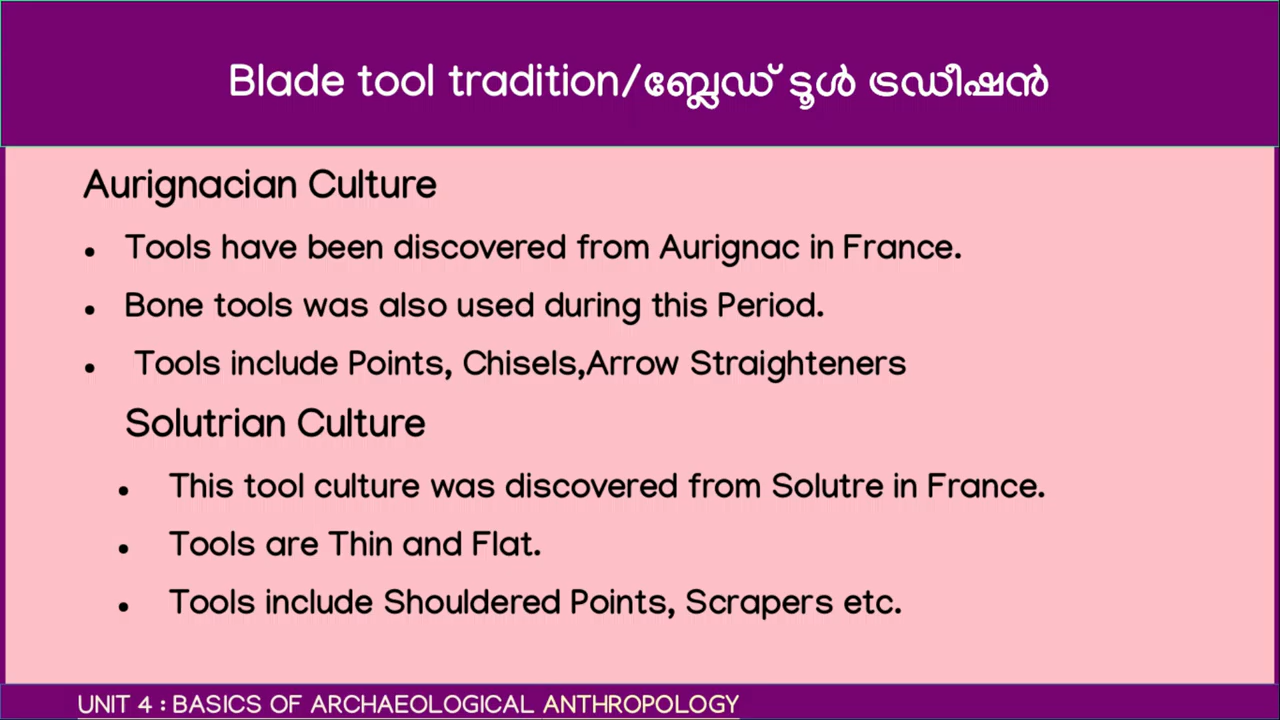 Blade tool tradition/ബ്ലേഡ് ടൂൾ ട്രഡീഷൻ
Aurignacian Culture
• Tools have been discovered from Aurignac in France.
• Bone tools was also used during this Period.
• Tools include Points, Chisels,Arrow Straighteners
Solutrian Culture
• This tool culture was discovered from Solutre in France.
• Tools are Thin and Flat.
• Tools include Shouldered Points, Scrapers etc.
UNIT 4 : BASICS OF ARCHAEOLOGICAL ANTHROPOLOGY